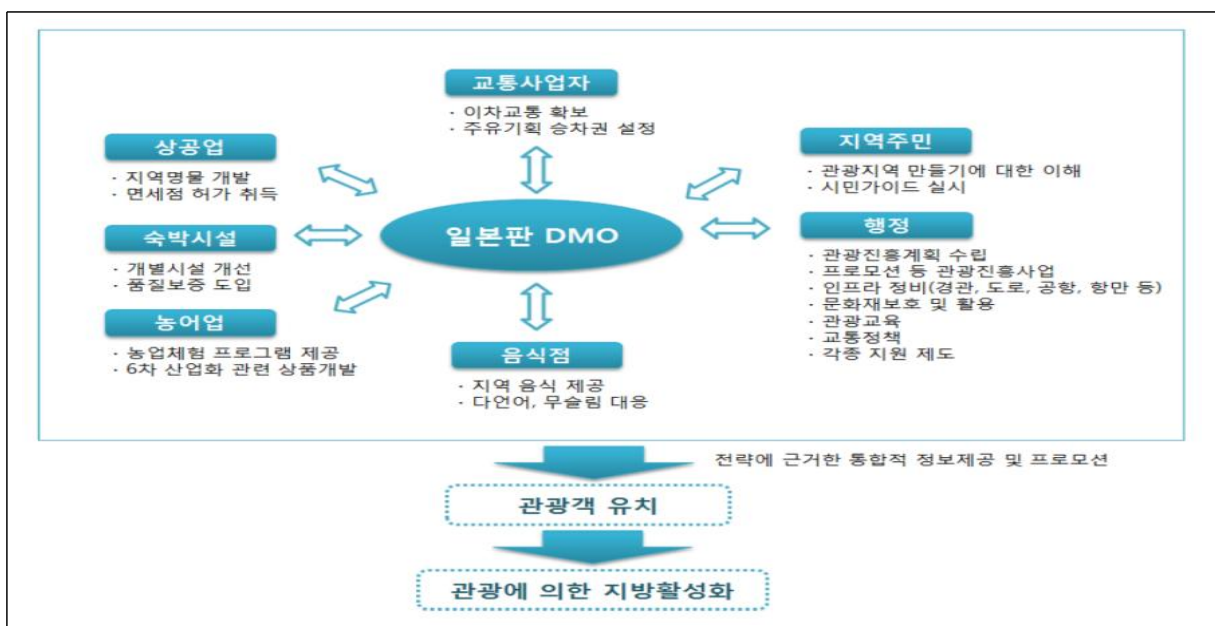 교통사업자
· 이차교통 확보
· 주유기획 승차권 설정
상공업
· 지역명물 개발
· 면세점 허가 취득
지역주민
· 관광지역 만들기에 대한 이해
· 시민가이드 실시
숙박시설
· 개별시설 개선
· 품질보증 도입
일본판 DMO
행정
· 관광진흥계획 수립
· 프로모션 등 관광진흥사업
· 인프라 정비(경관, 도로, 공항, 항만 등)
· 문화재보호 및 활용
· 관광교육
· 교통정책
· 각종 지원 제도
농어업
· 농업체험 프로그램 제공
· 6차 산업화 관련 상품개발
음식점
· 지역 음식 제공
· 다언어, 무슬림 대응
전략에 근거한 통합적 정보제공 및 프로모션
관광객 유치
관광에 의한 지방활성화